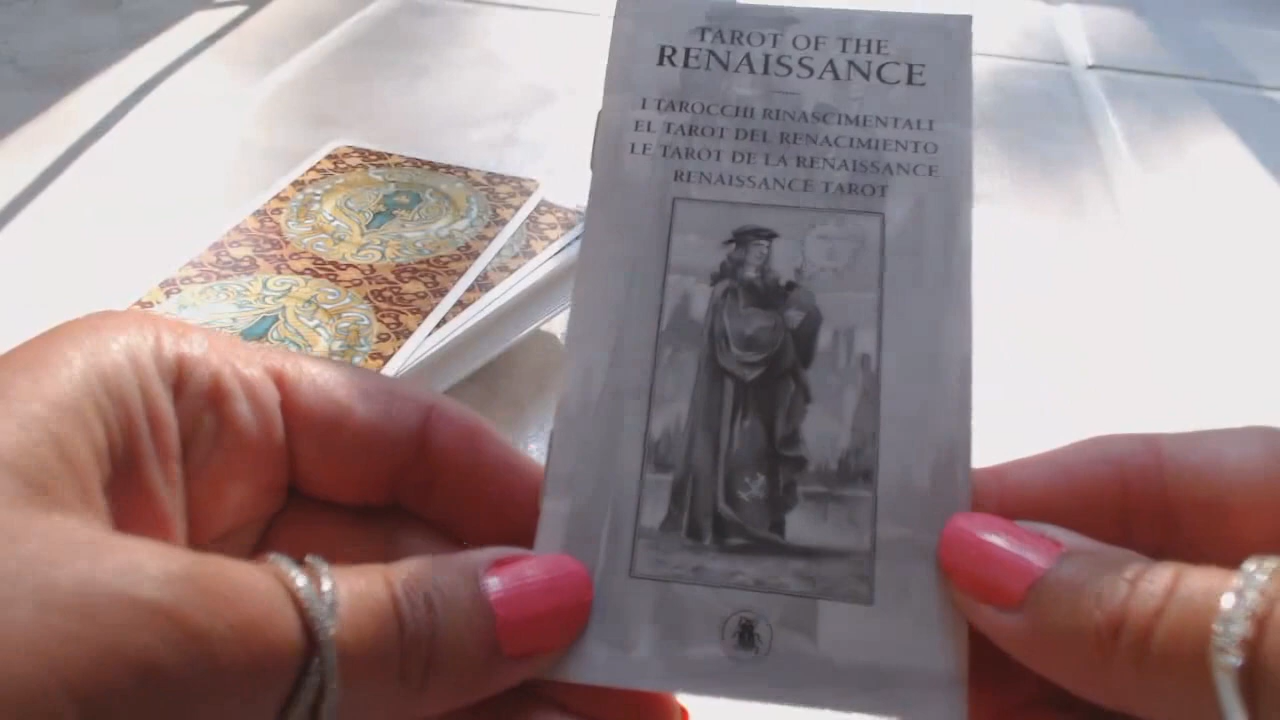 TAROT OF THE
RENAISSANCE
I TAROCCHI RINASCIMENTALI
EL TAROT DEL RENACIMIENTO
LE TAROT DE LA RENAISSANCE
RENAISSANCE TAROT